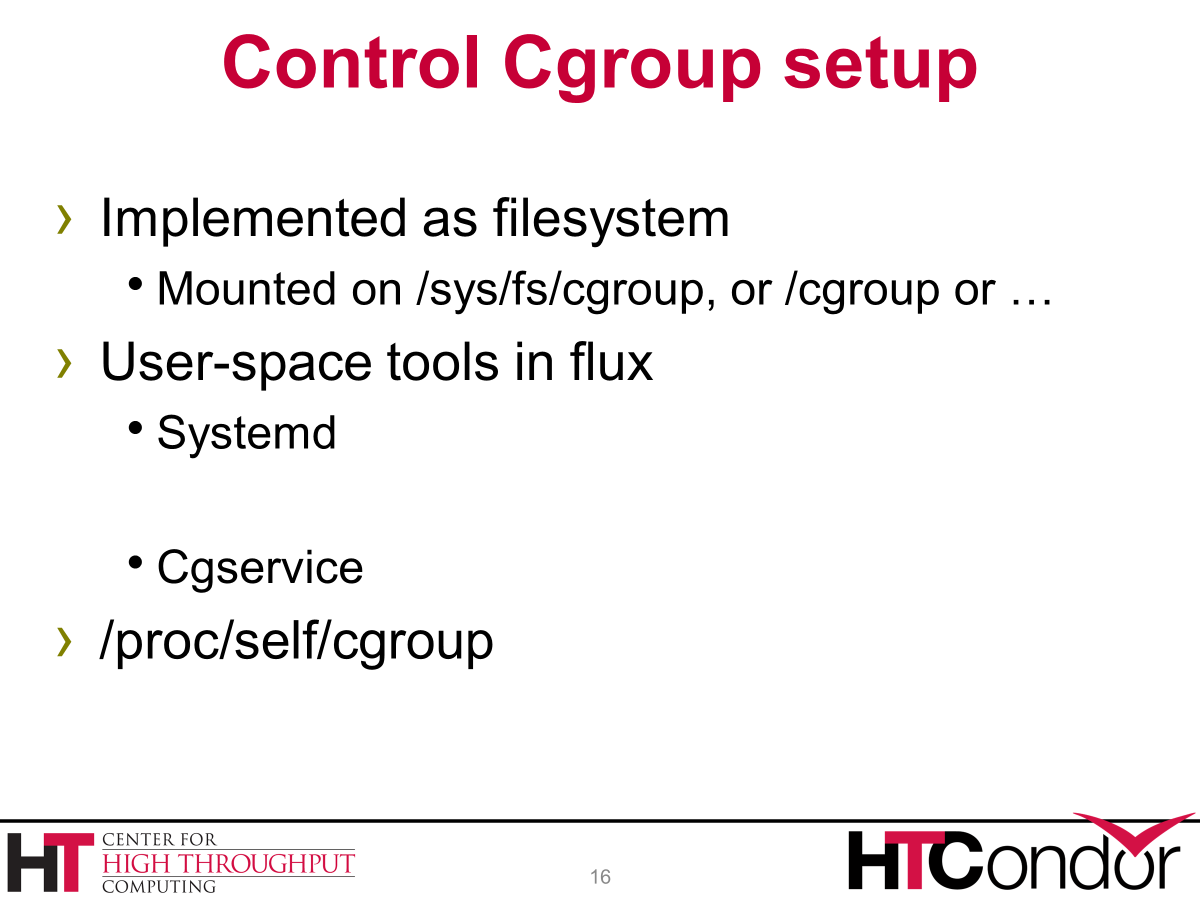 Control Cgroup setup
› Implemented as filesystem
• Mounted on /sys/fs/cgroup, or /cgroup or …
› User-space tools in flux
• Systemd
• Cgservice
› /proc/self/cgroup
HT
CENTER FOR
HIGH THROUGHPUT
COMPUTING
16
HTCondor